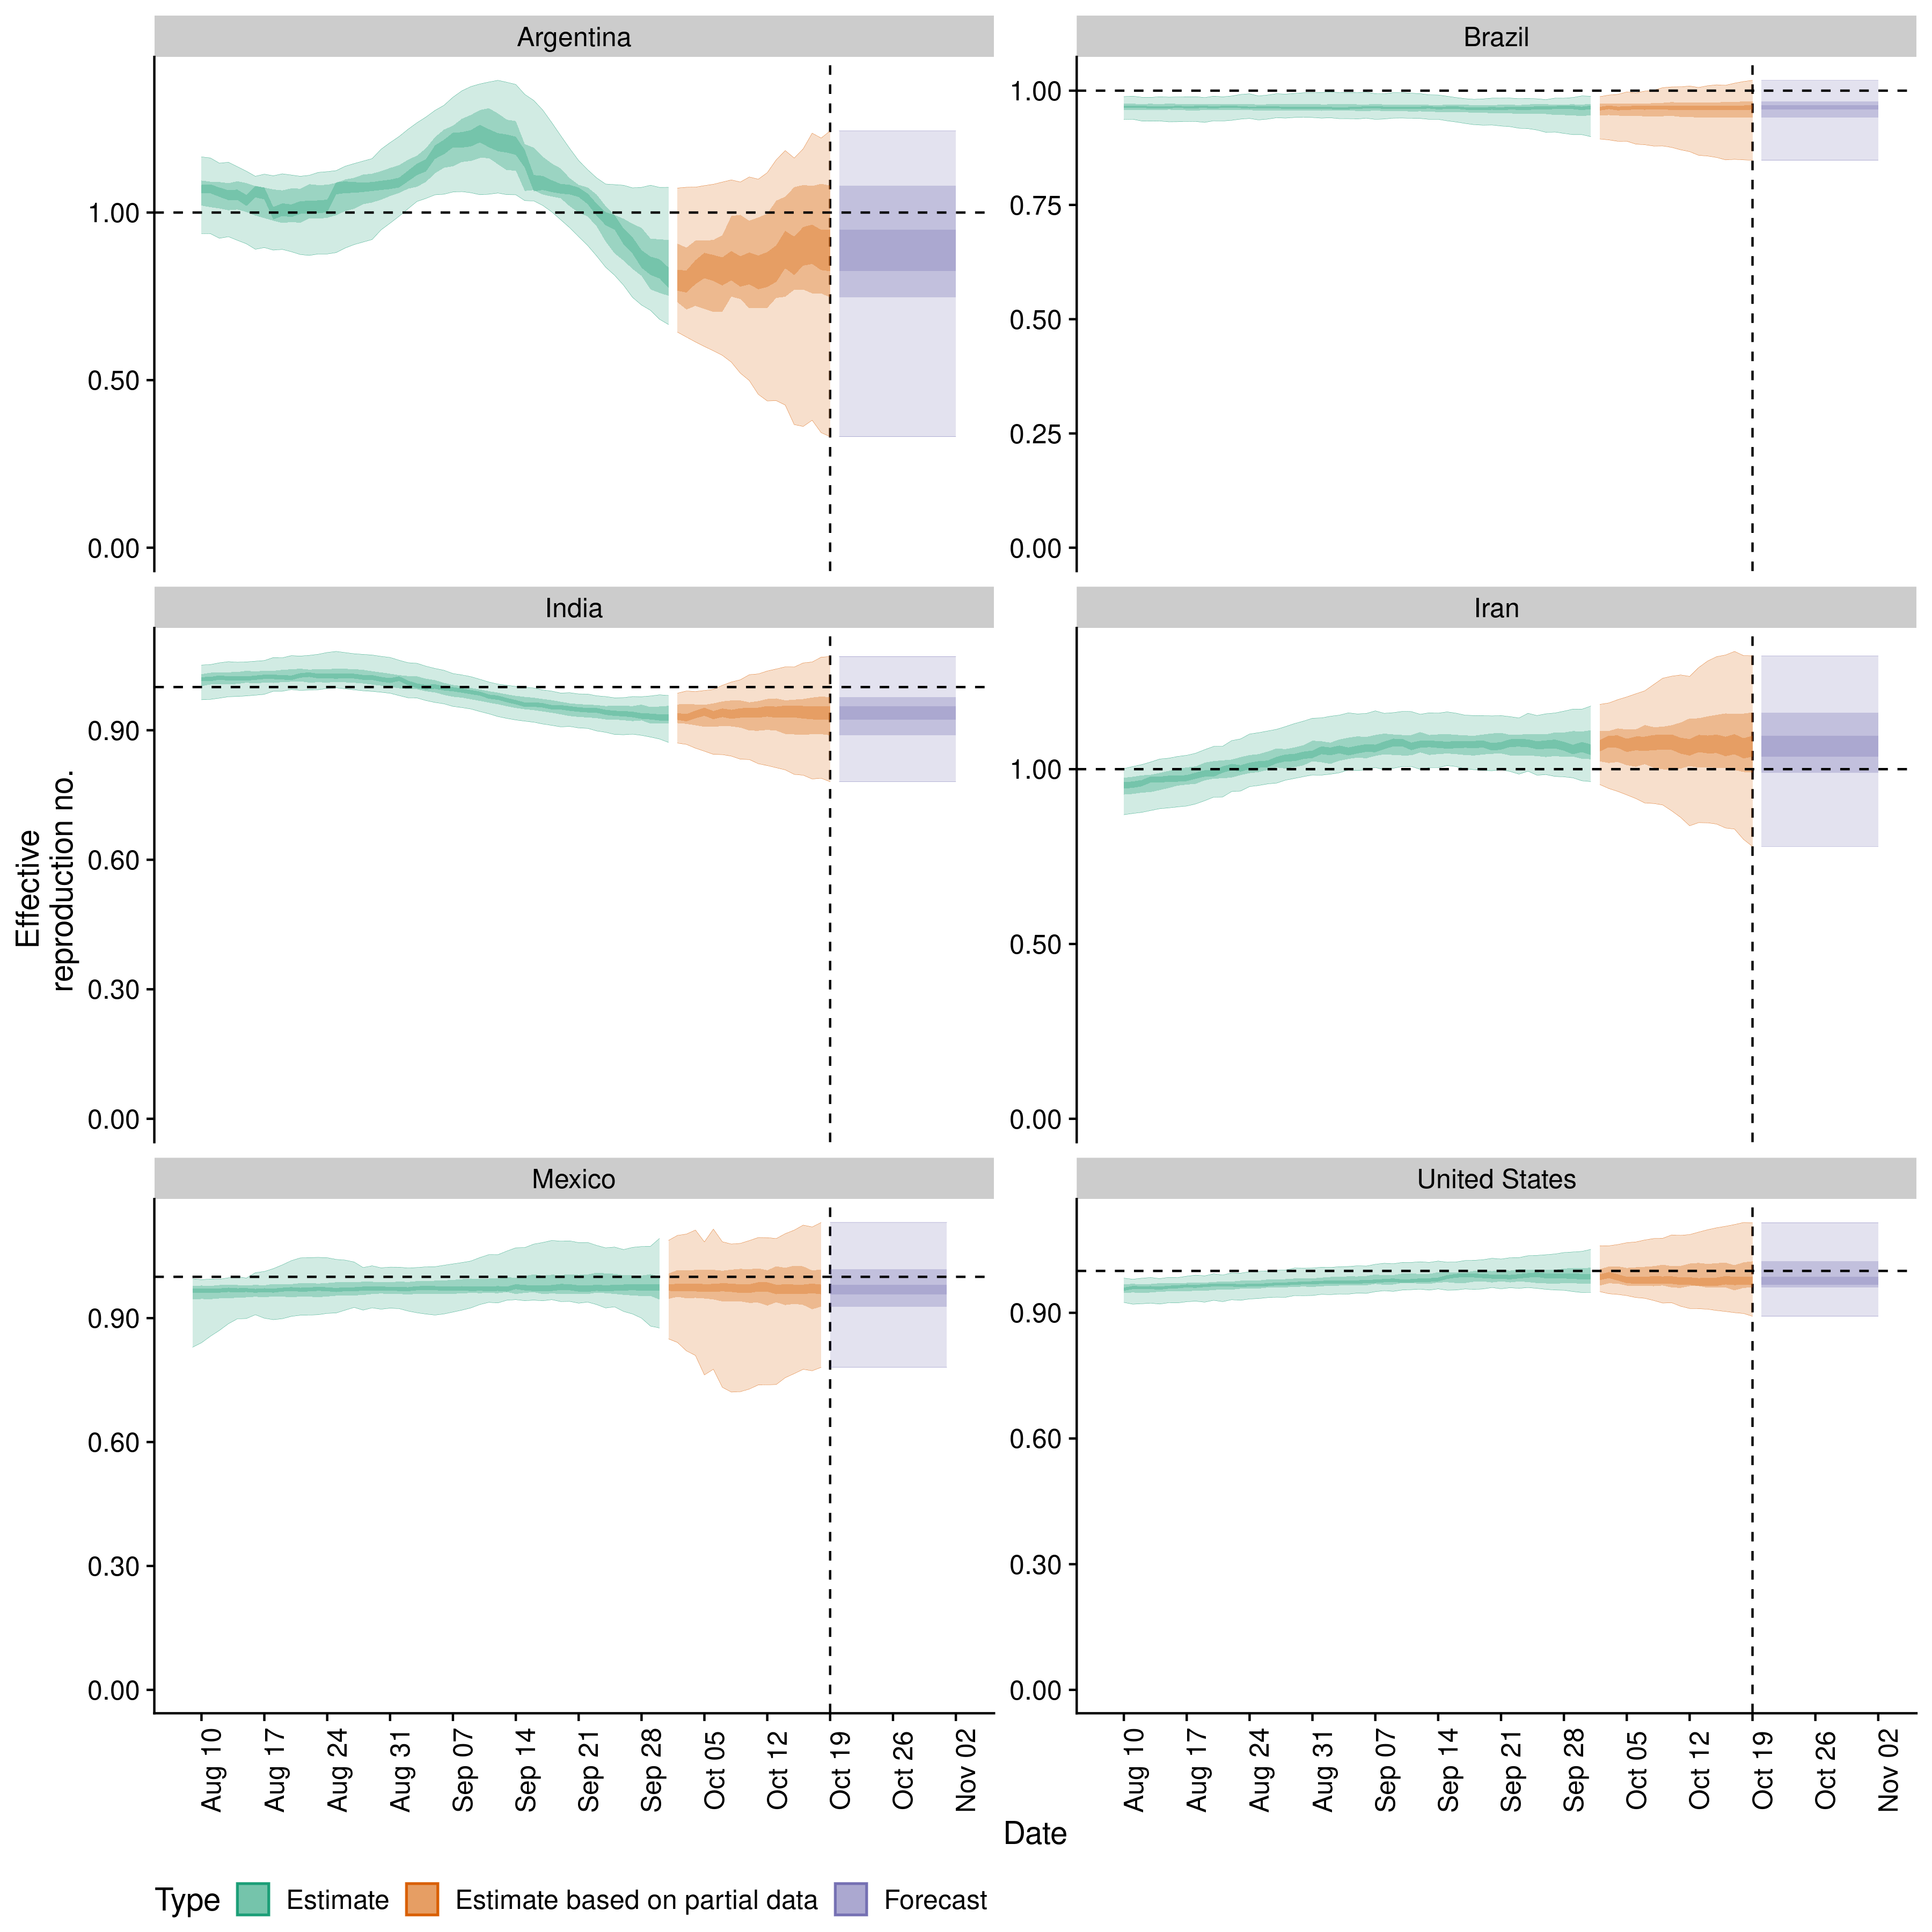 Argentina
Brazil
1.00
0.50
0.00
1.00
0.75
0.50
0.25
0.00
India
Iran
0.90
0.60
0.30
0.00
1.00
0.50
0.00
Effective
reproduction no.
Mexico
United States
0.90
0.60
0.30
0.00
0.90
0.60
0.30
0.00
Aug 10
Aug 17
Aug 24
Aug 31
Sep 07
Sep 14
Sep 21
Sep 28
Oct 05
Oct 12
Oct 19
Oct 26
Nov 02
Aug 10
Aug 17
Aug 24
Aug 31
Sep 07
Sep 14
Sep 21
Sep 28
Oct 05
Oct 12
Oct 19
Oct 26
Nov 02
Date
Type Estimate Estimate based on partial data Forecast